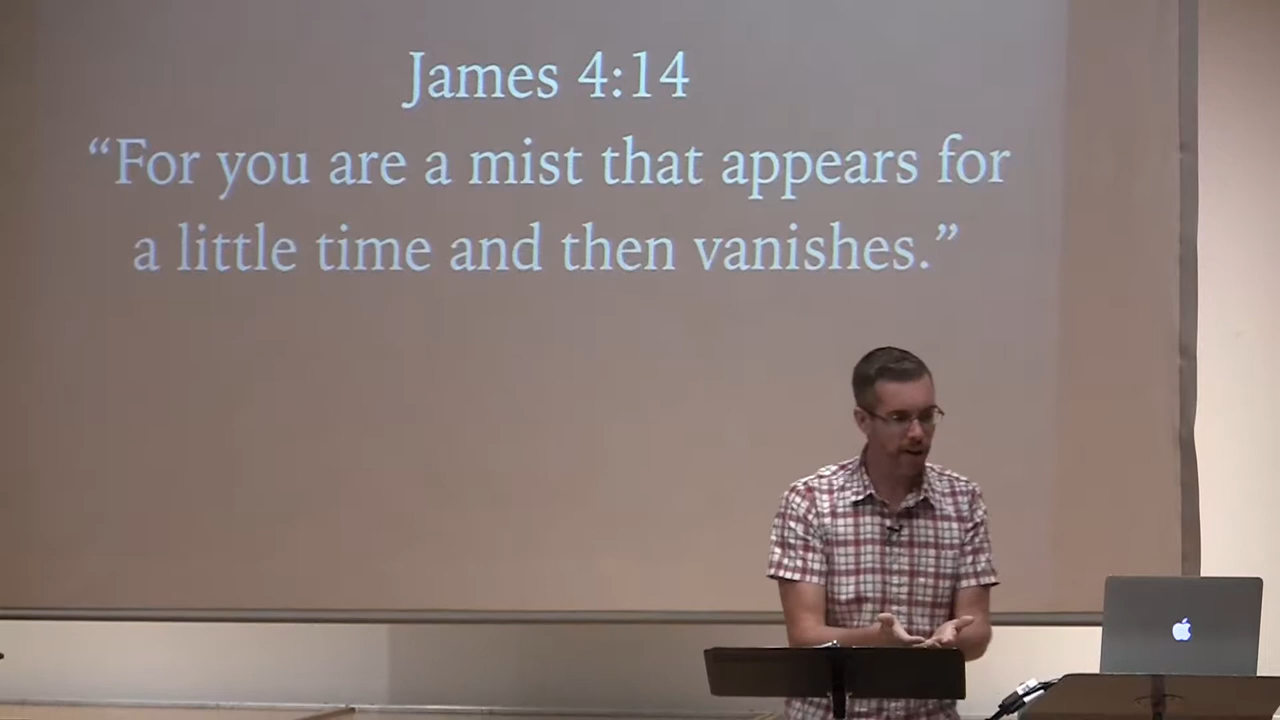 James 4:14
“For you are a mist that appears for
a little time and then vanishes.”